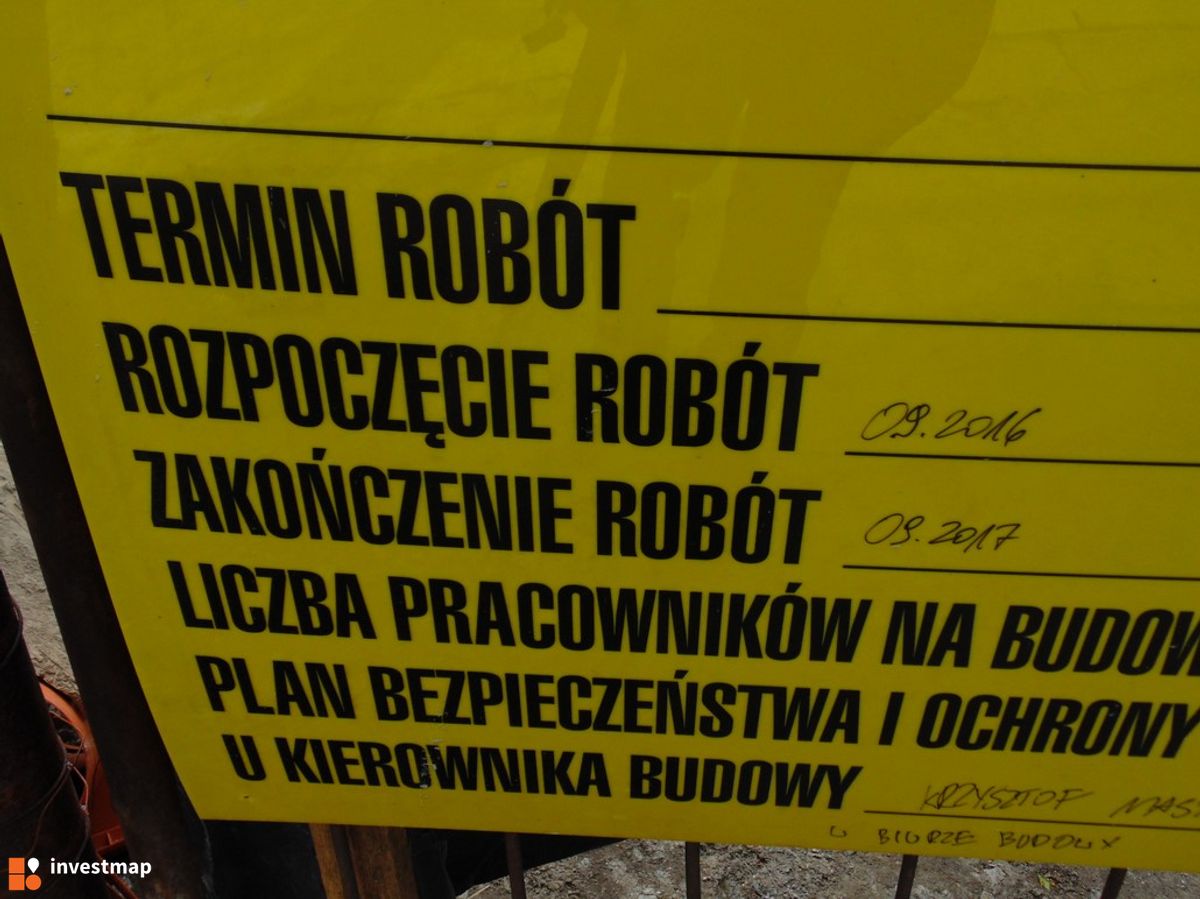 TERMIN ROBÓT
ROZPOCZĘCIE ROBÓT 09.2016
ZAKOŃCZENIE ROBÓT 09.2017
LICZBA PRACOWNIKÓW NA BUDOW
PLAN BEZPIECZEŃSTWA I OCHRONY
U KIEROWNIKA BUDOWY KRZYSZTOF MAS
W BIURZE BUDOWY
investmap